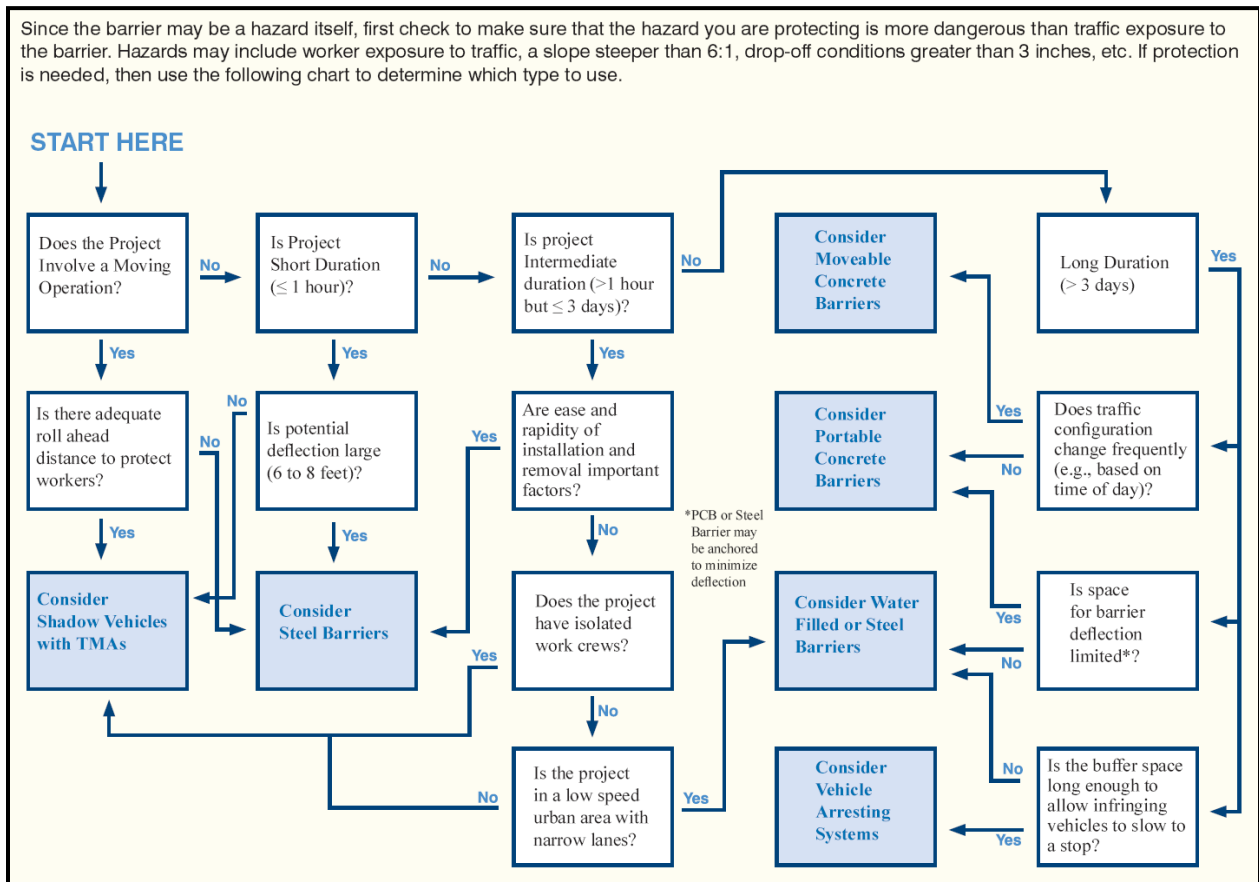 Since the barrier may be a hazard itself, first check to make sure that the hazard you are protecting is more dangerous than traffic exposure to
the barrier. Hazards may include worker exposure to traffic, a slope steeper than 6:1, drop-off conditions greater than 3 inches, etc. If protection
is needed, then use the following chart to determine which type to use.
START HERE
Does the Project
Involve a Moving
Operation?
No
Is Project
Short Duration
(≤ 1 hour)?
No
Is project
Intermediate
duration (>1 hour
but ≤ 3 days)?
No
Consider
Moveable
Concrete
Barriers
Long Duration
(> 3 days)
Yes
Yes
Yes
Yes
Is there adequate
roll ahead
distance to protect
workers?
No
No
Is potential
deflection large
(6 to 8 feet)?
Are ease and
rapidity of
installation and
removal important
factors?
Yes
Consider
Portable
Concrete
Barriers
Yes
No
Does traffic
configuration
change frequently
(e.g., based on
time of day)?
Yes
Yes
No
*PCB or Steel
Barrier may
be anchored
to minimize
deflection
Consider
Shadow Vehicles
with TMAs
Consider
Steel Barriers
Does the project
have isolated
work crews?
Yes
Consider Water
Filled or Steel
Barriers
Yes
No
Is space
for barrier
deflection
limited*?
No
Is the project
in a low speed
urban area with
narrow lanes?
No
Yes
Consider
Vehicle
Arresting
Systems
No
Yes
Is the buffer space
long enough to
allow infringing
vehicles to slow to
a stop?